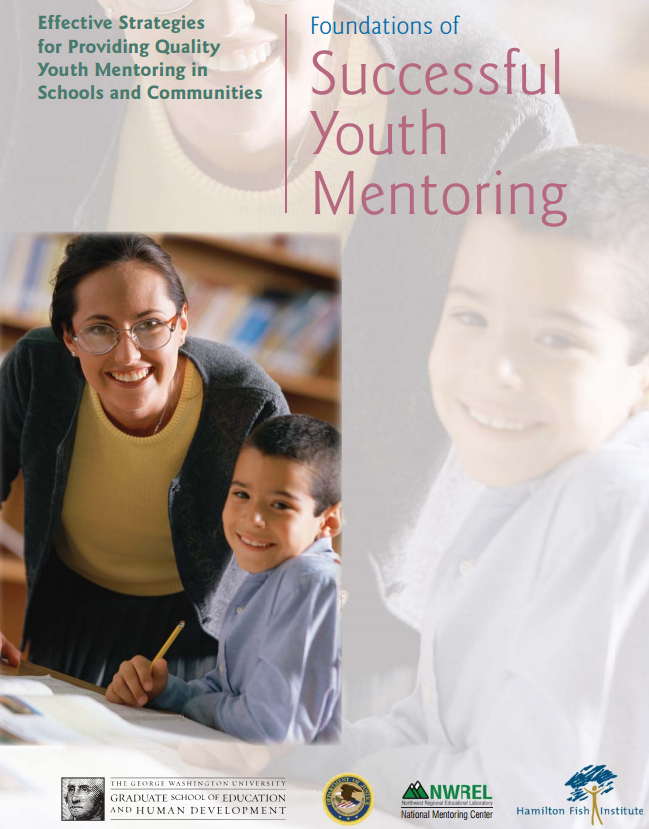 Effective Strategies
for Providing Quality
Youth Mentoring in
Schools and Communities
Foundations of
Successful
Youth
Mentoring
THE GEORGE WASHINGTON UNIVERSITY
GRADUATE SCHOOL OF EDUCATION
AND HUMAN DEVELOPMENT
NWREL
Northwest Regional Educational Laboratory
National Mentoring Center
Hamilton Fish Institute